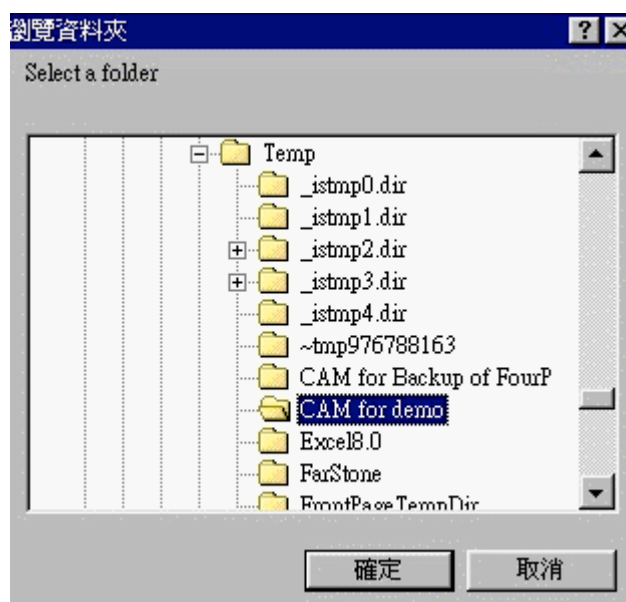 瀏覽資料夾
Select a folder
Temp
_istmp0.dir
_istmp1.dir
_istmp2.dir
_istmp3.dir
_istmp4.dir
~tmp976788163
CAM for Backup of FourP
CAM for demo
Excel8.0
FarStone
FrontPageTempDir
確定 取消